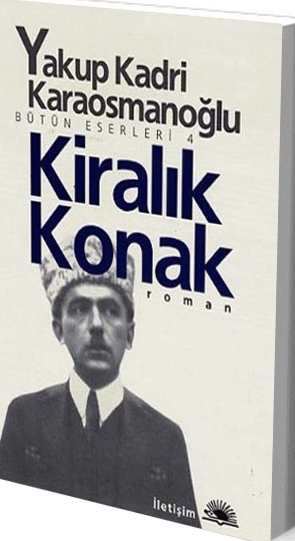 Yakup Kadri
Karaosmanoğlu
BÜTÜN ESERLERİ 4
Kiralık
Konak
roman
İletişim